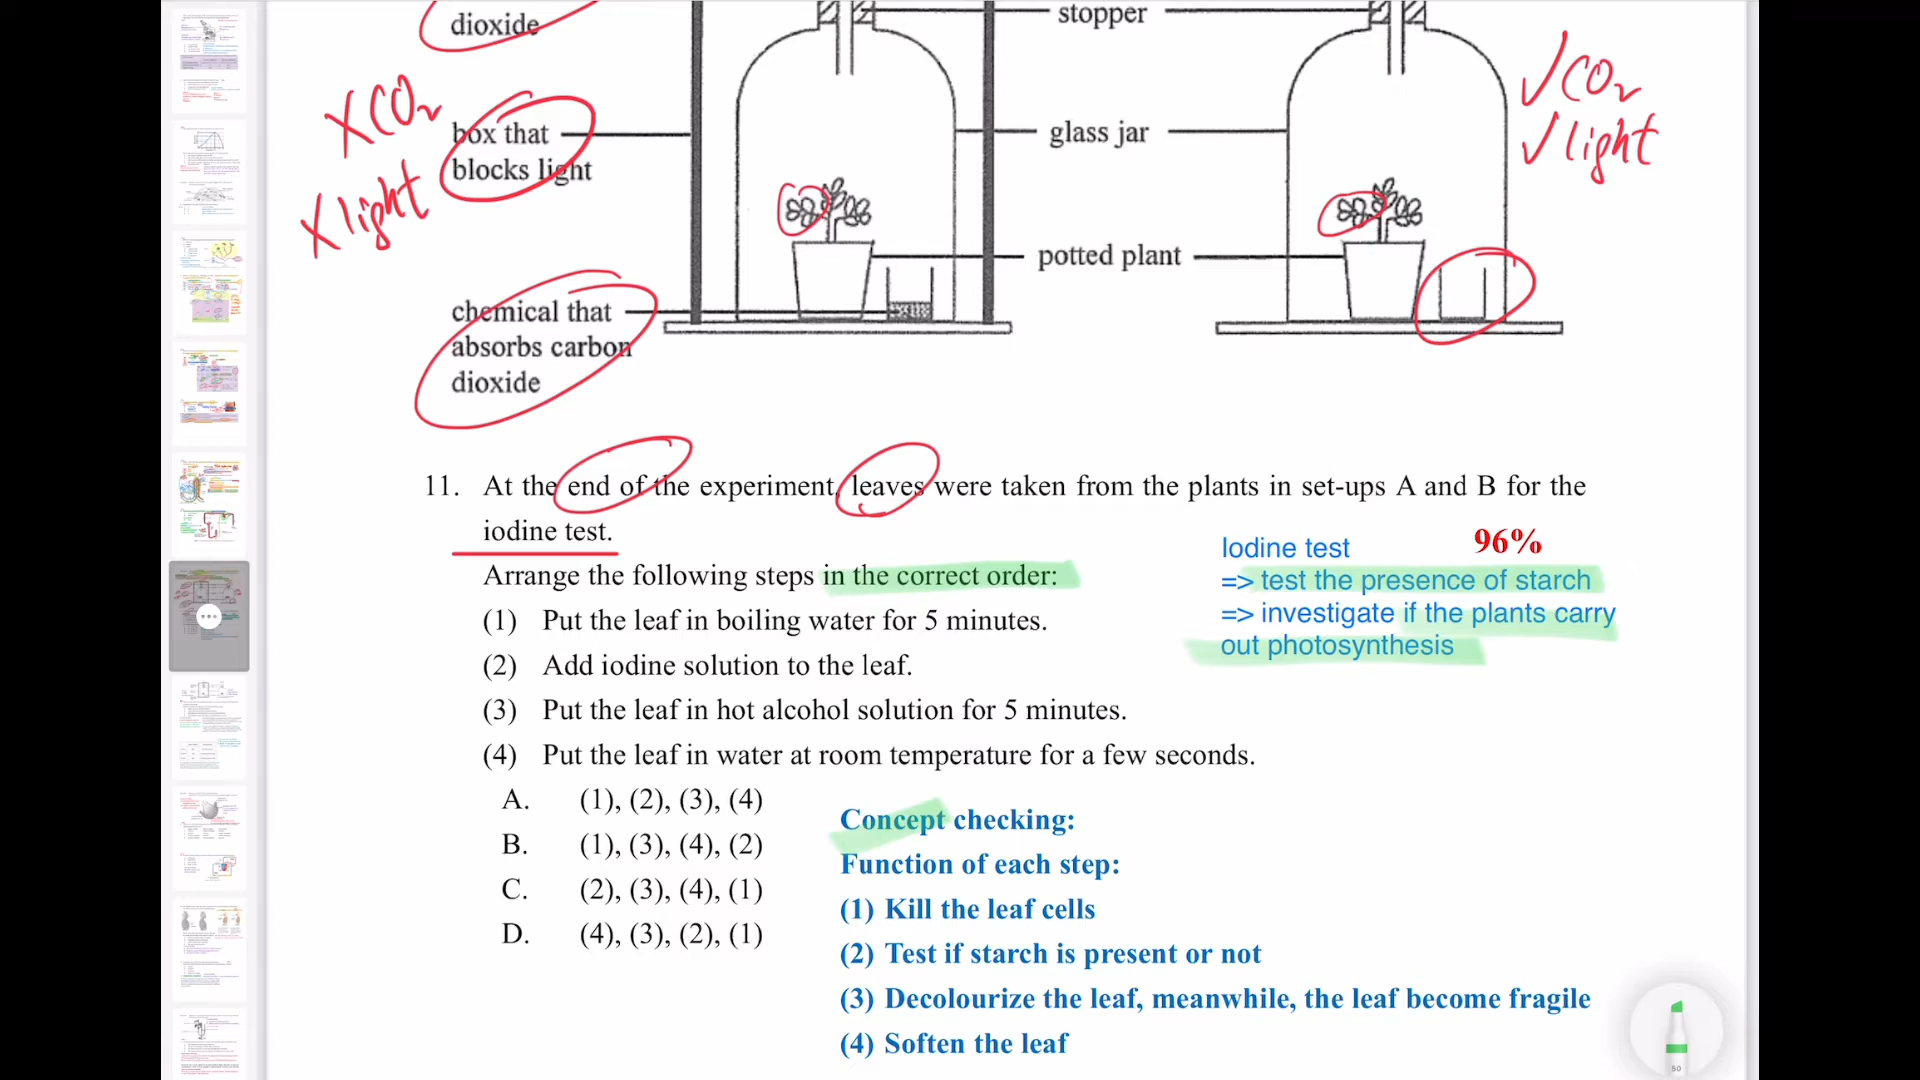 dioxide
stopper
XCO2
box that
blocks light
glass jar
✓CO2
✓light
Xlight
potted plant
chemical that
absorbs carbon
dioxide
11. At the end of the experiment, leaves were taken from the plants in set-ups A and B for the
iodine test.
Iodine test
96%
Arrange the following steps in the correct order:
=> test the presence of starch
(1) Put the leaf in boiling water for 5 minutes.
=> investigate if the plants carry
out photosynthesis
(2) Add iodine solution to the leaf.
(3) Put the leaf in hot alcohol solution for 5 minutes.
(4) Put the leaf in water at room temperature for a few seconds.
A. (1), (2), (3), (4)
B. (1), (3), (4), (2)
C. (2), (3), (4), (1)
D. (4), (3), (2), (1)
Concept checking:
Function of each step:
(1) Kill the leaf cells
(2) Test if starch is present or not
(3) Decolourize the leaf, meanwhile, the leaf become fragile
(4) Soften the leaf
50